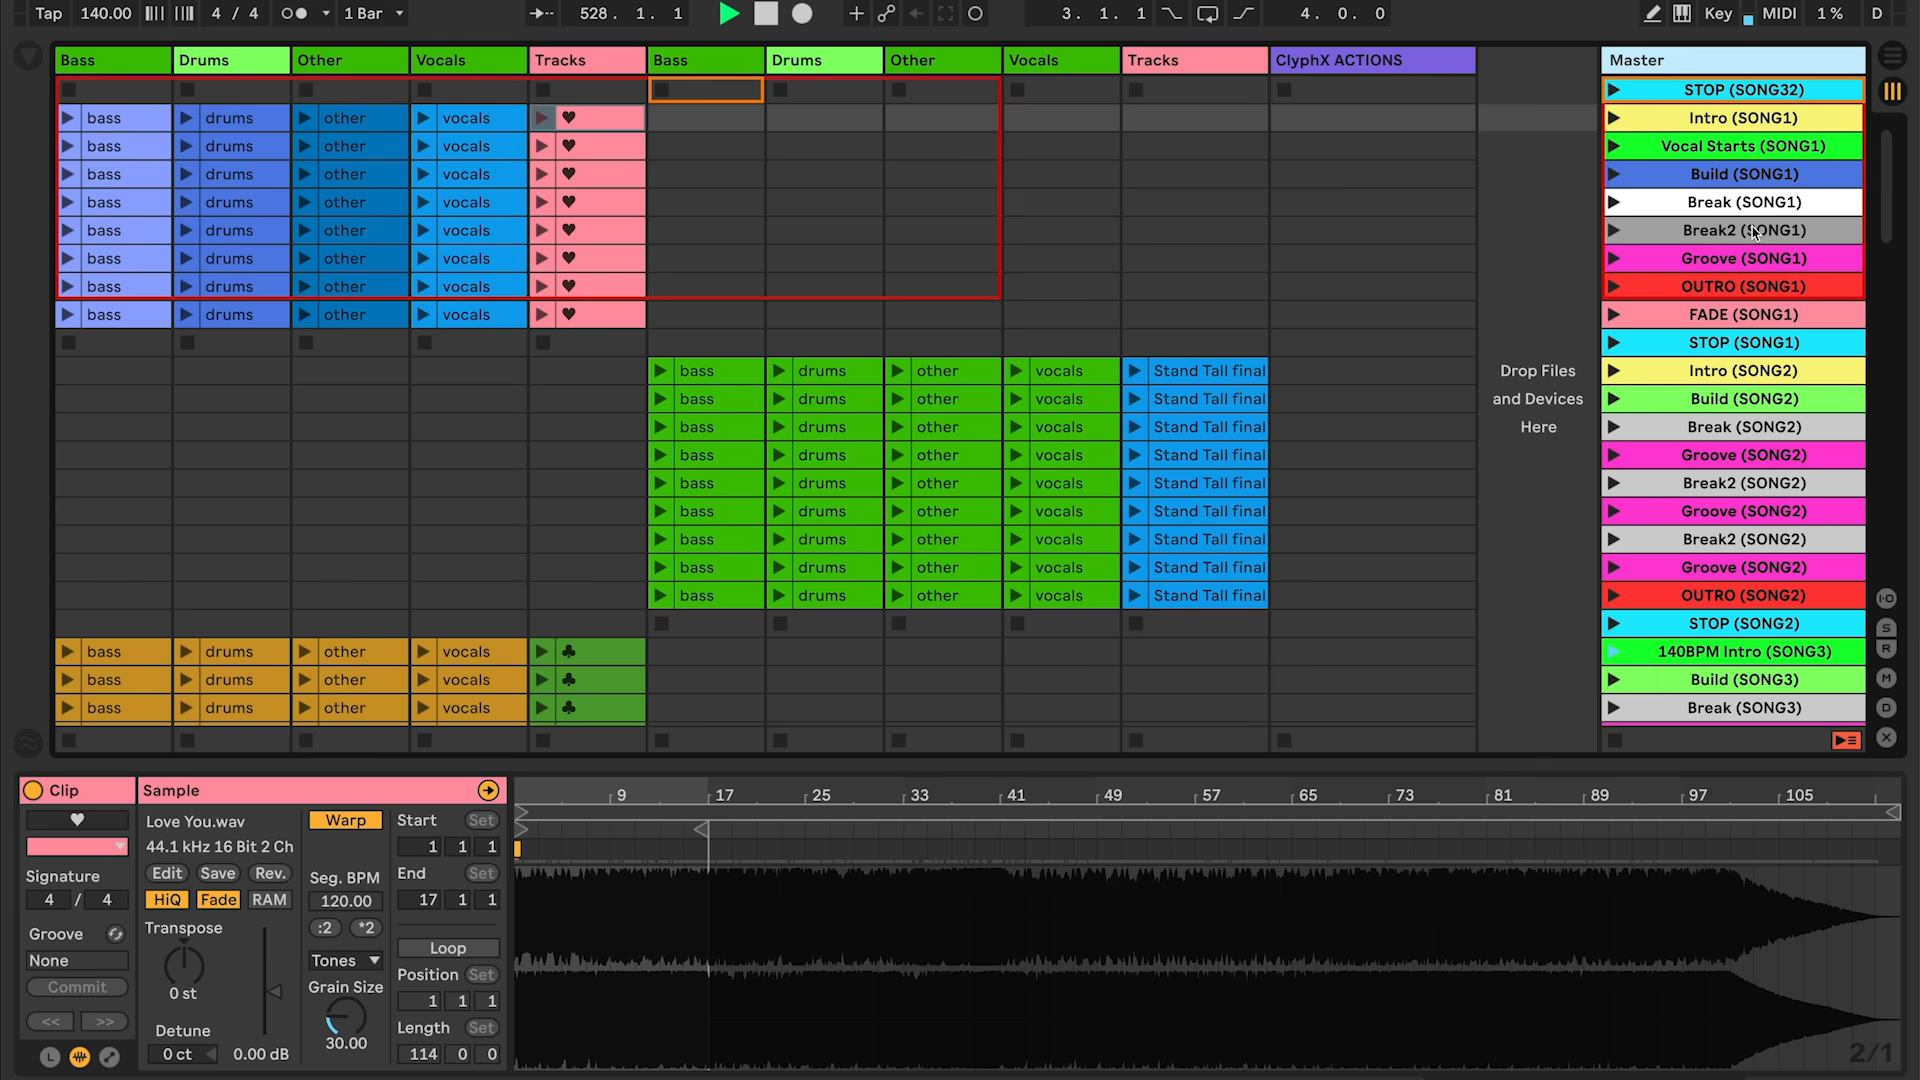 Tap 140.00 4 / 4 1 Bar 528. 1. 1 3. 1. 1 4. 0. 0 Key MIDI 1 % D
Bass Drums Other Vocals Tracks Bass Drums Other Vocals Tracks ClyphX ACTIONS Master
STOP (SONG32)
bass drums other vocals ♥ Intro (SONG1)
bass drums other vocals ♥ Vocal Starts (SONG1)
bass drums other vocals ♥ Build (SONG1)
bass drums other vocals ♥ Break (SONG1)
bass drums other vocals ♥ Break2 (SONG1)
bass drums other vocals ♥ Groove (SONG1)
bass drums other vocals ♥ OUTRO (SONG1)
bass drums other vocals ♥ FADE (SONG1)
STOP (SONG1)
bass drums other vocals Stand Tall final Drop Files Intro (SONG2)
bass drums other vocals Stand Tall final and Devices Build (SONG2)
bass drums other vocals Stand Tall final Here Break (SONG2)
bass drums other vocals Stand Tall final Groove (SONG2)
bass drums other vocals Stand Tall final Break2 (SONG2)
bass drums other vocals Stand Tall final Groove (SONG2)
bass drums other vocals Stand Tall final Break2 (SONG2)
bass drums other vocals Stand Tall final Groove (SONG2)
bass drums other vocals Stand Tall final OUTRO (SONG2)
STOP (SONG2)
bass drums other vocals ♣ 140BPM Intro (SONG3)
bass drums other vocals ♣ Build (SONG3)
bass drums other vocals ♣ Break (SONG3)
I·O
S
R
M
D
Clip
♥
Signature
4 / 4
Groove
None
Commit
<< >>
L
Sample
Love You.wav
44.1 kHz 16 Bit 2 Ch
Edit Save Rev.
HiQ Fade RAM
Transpose
0 st
Detune
0 ct 0.00 dB
Warp
Seg. BPM
120.00
:2 *2
Tones
Grain Size
30.00
Start Set
1 1 1
End Set
17 1 1
Loop
Position Set
1 1 1
Length Set
114 0 0
9 17 25 33 41 49 57 65 73 81 89 97 105
2/1